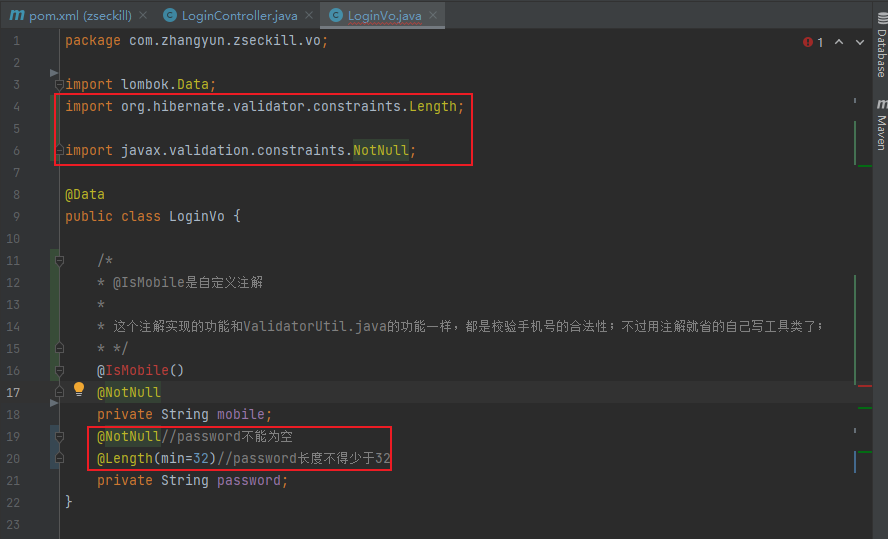 pom.xml (zseckill) × LoginController.java × LoginVo.java ×
1 package com.zhangyun.zseckill.vo; 1
2
3 import lombok.Data;
4 import org.hibernate.validator.constraints.Length;
5
6 import javax.validation.constraints.NotNull;
7
8 @Data
9 public class LoginVo {
10
11 /*
12 * @IsMobile是自定义注解
13 *
14 * 这个注解实现的功能和ValidatorUtil.java的功能一样，都是校验手机号的合法性；不过用注解就省的自己写工具类了；
15 * */
16 @IsMobile()
17 @NotNull
18 private String mobile;
19 @NotNull//password不能为空
20 @Length(min=32)//password长度不得少于32
21 private String password;
22 }
23
Database
Maven